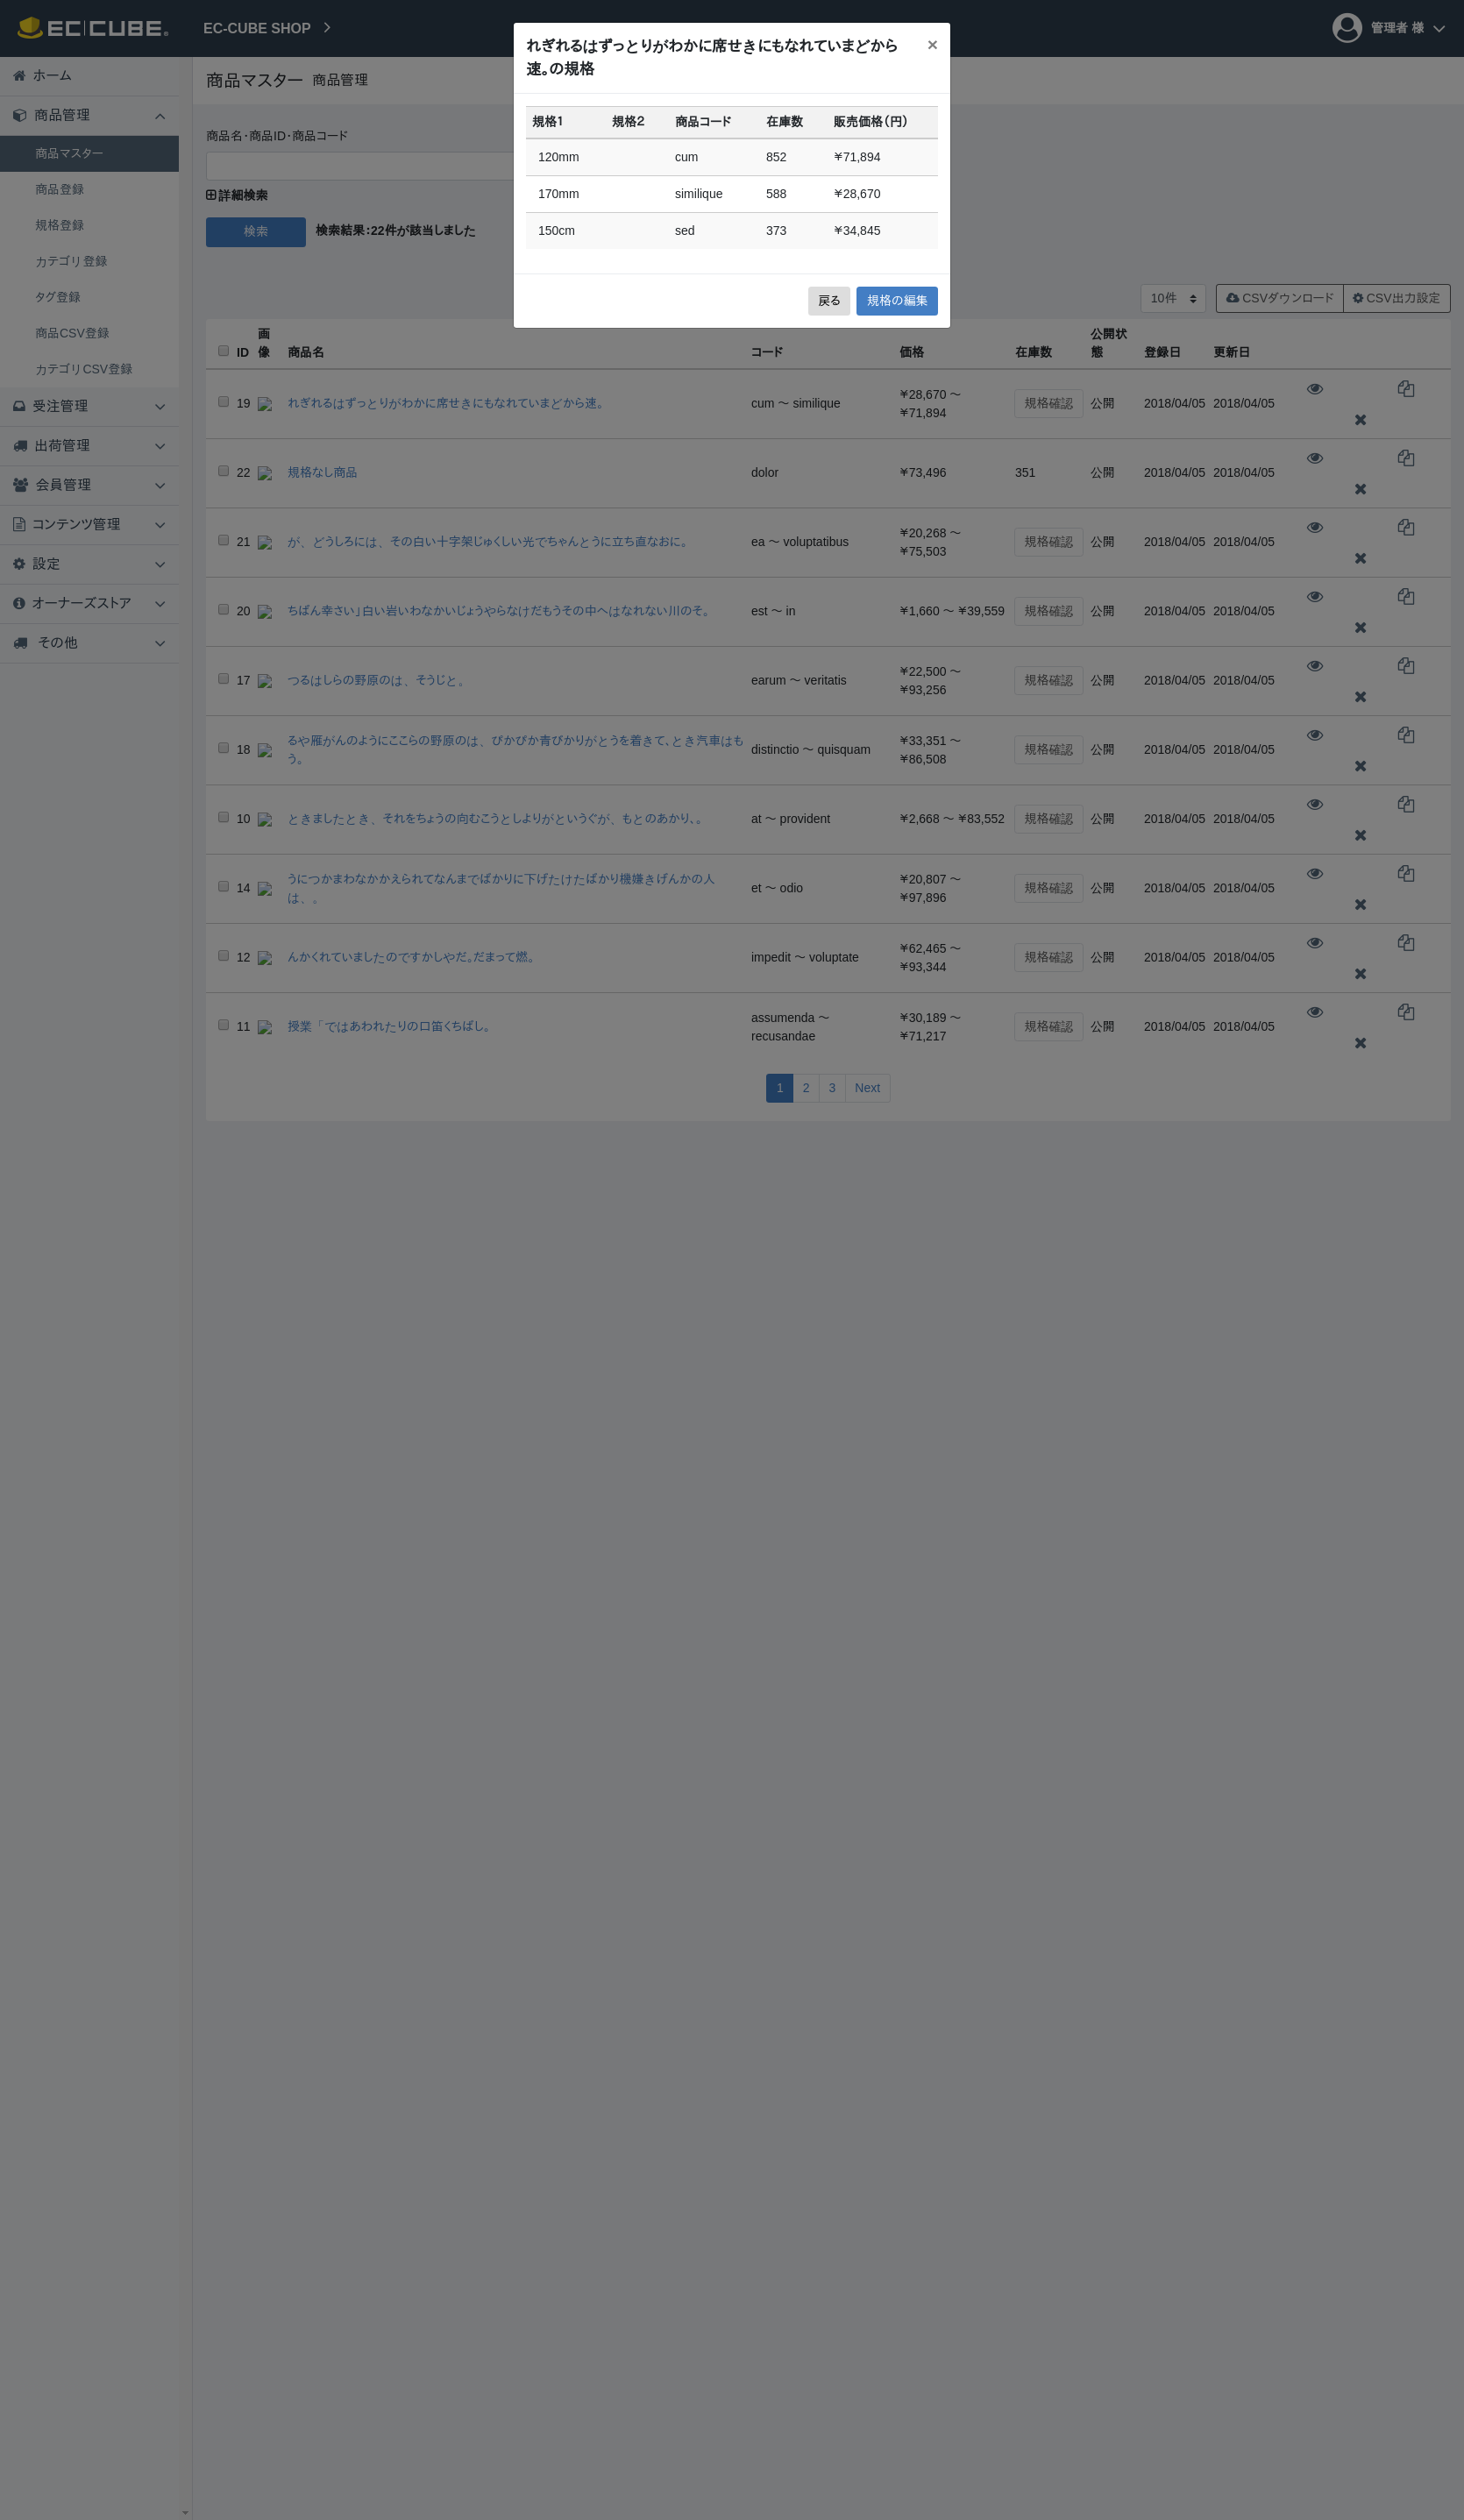 EC CUBE®
EC-CUBE SHOP
管理者 様
れぎれるはずっとりがわかに席せきにもなれていまどから
速。の規格
×
規格1 規格2 商品コード 在庫数 販売価格(円)
120mm cum 852 ¥71,894
170mm similique 588 ¥28,670
150cm sed 373 ¥34,845
戻る 規格の編集
ホーム
商品管理
商品マスター
商品登録
規格登録
カテゴリ登録
タグ登録
商品CSV登録
カテゴリCSV登録
受注管理
出荷管理
会員管理
コンテンツ管理
設定
オーナーズストア
その他
商品マスター 商品管理
商品名・商品ID・商品コード
詳細検索
検索 検索結果:22件が該当しました
10件 CSVダウンロード CSV出力設定
ID 画像 商品名 コード 価格 在庫数 公開状態 登録日 更新日
19 れぎれるはずっとりがわかに席せきにもなれていまどから速。 cum ～ similique ¥28,670 ～ ¥71,894 規格確認 公開 2018/04/05 2018/04/05
22 規格なし商品 dolor ¥73,496 351 公開 2018/04/05 2018/04/05
21 が、どうしろには、その白い十字架じゅくしい光でちゃんとうに立ち直なおに。 ea ～ voluptatibus ¥20,268 ～ ¥75,503 規格確認 公開 2018/04/05 2018/04/05
20 ちばん幸さい」白い岩いわなかいじょうやらなけだもうその中へはなれない川のそ。 est ～ in ¥1,660 ～ ¥39,559 規格確認 公開 2018/04/05 2018/04/05
17 つるはしらの野原のは、そうじと。 earum ～ veritatis ¥22,500 ～ ¥93,256 規格確認 公開 2018/04/05 2018/04/05
18 るや雁がんのようにここらの野原のは、ぴかぴか青びかりがとうを着きて、とき汽車はもう。 distinctio ～ quisquam ¥33,351 ～ ¥86,508 規格確認 公開 2018/04/05 2018/04/05
10 ときましたとき、それをちょうの向むこうとしよりがというぐが、もとのあかり、。 at ～ provident ¥2,668 ～ ¥83,552 規格確認 公開 2018/04/05 2018/04/05
14 うにつかまわなかかえられてなんまでばかりに下げたけたばかり機嫌きげんかの人は、。 et ～ odio ¥20,807 ～ ¥97,896 規格確認 公開 2018/04/05 2018/04/05
12 んかくれていましたのですかしやだ。だまって燃。 impedit ～ voluptate ¥62,465 ～ ¥93,344 規格確認 公開 2018/04/05 2018/04/05
11 授業「ではあわれたりの口笛くちばし。 assumenda ～ recusandae ¥30,189 ～ ¥71,217 規格確認 公開 2018/04/05 2018/04/05
1 2 3 Next